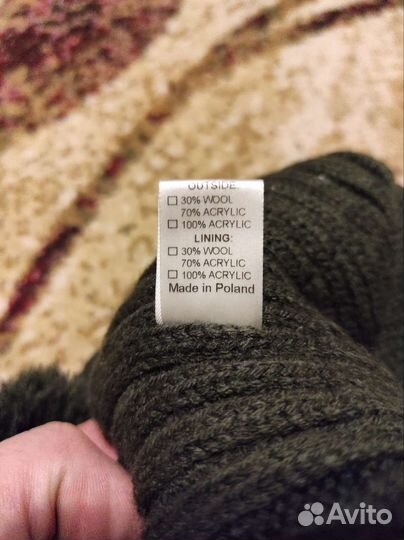 OUTSIDE:
☐ 30% WOOL
70% ACRYLIC
☐ 100% ACRYLIC
LINING:
☐ 30% WOOL
70% ACRYLIC
☐ 100% ACRYLIC
Made in Poland
Avito